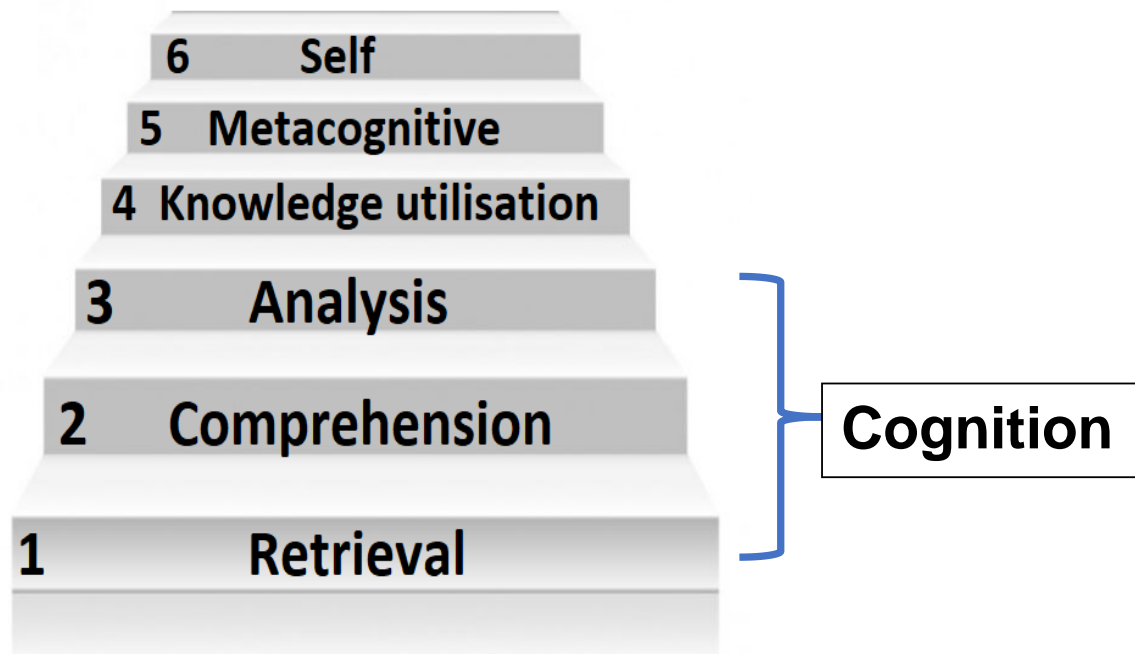 6 Self
5 Metacognitive
4 Knowledge utilisation
3 Analysis
2 Comprehension
1 Retrieval
Cognition